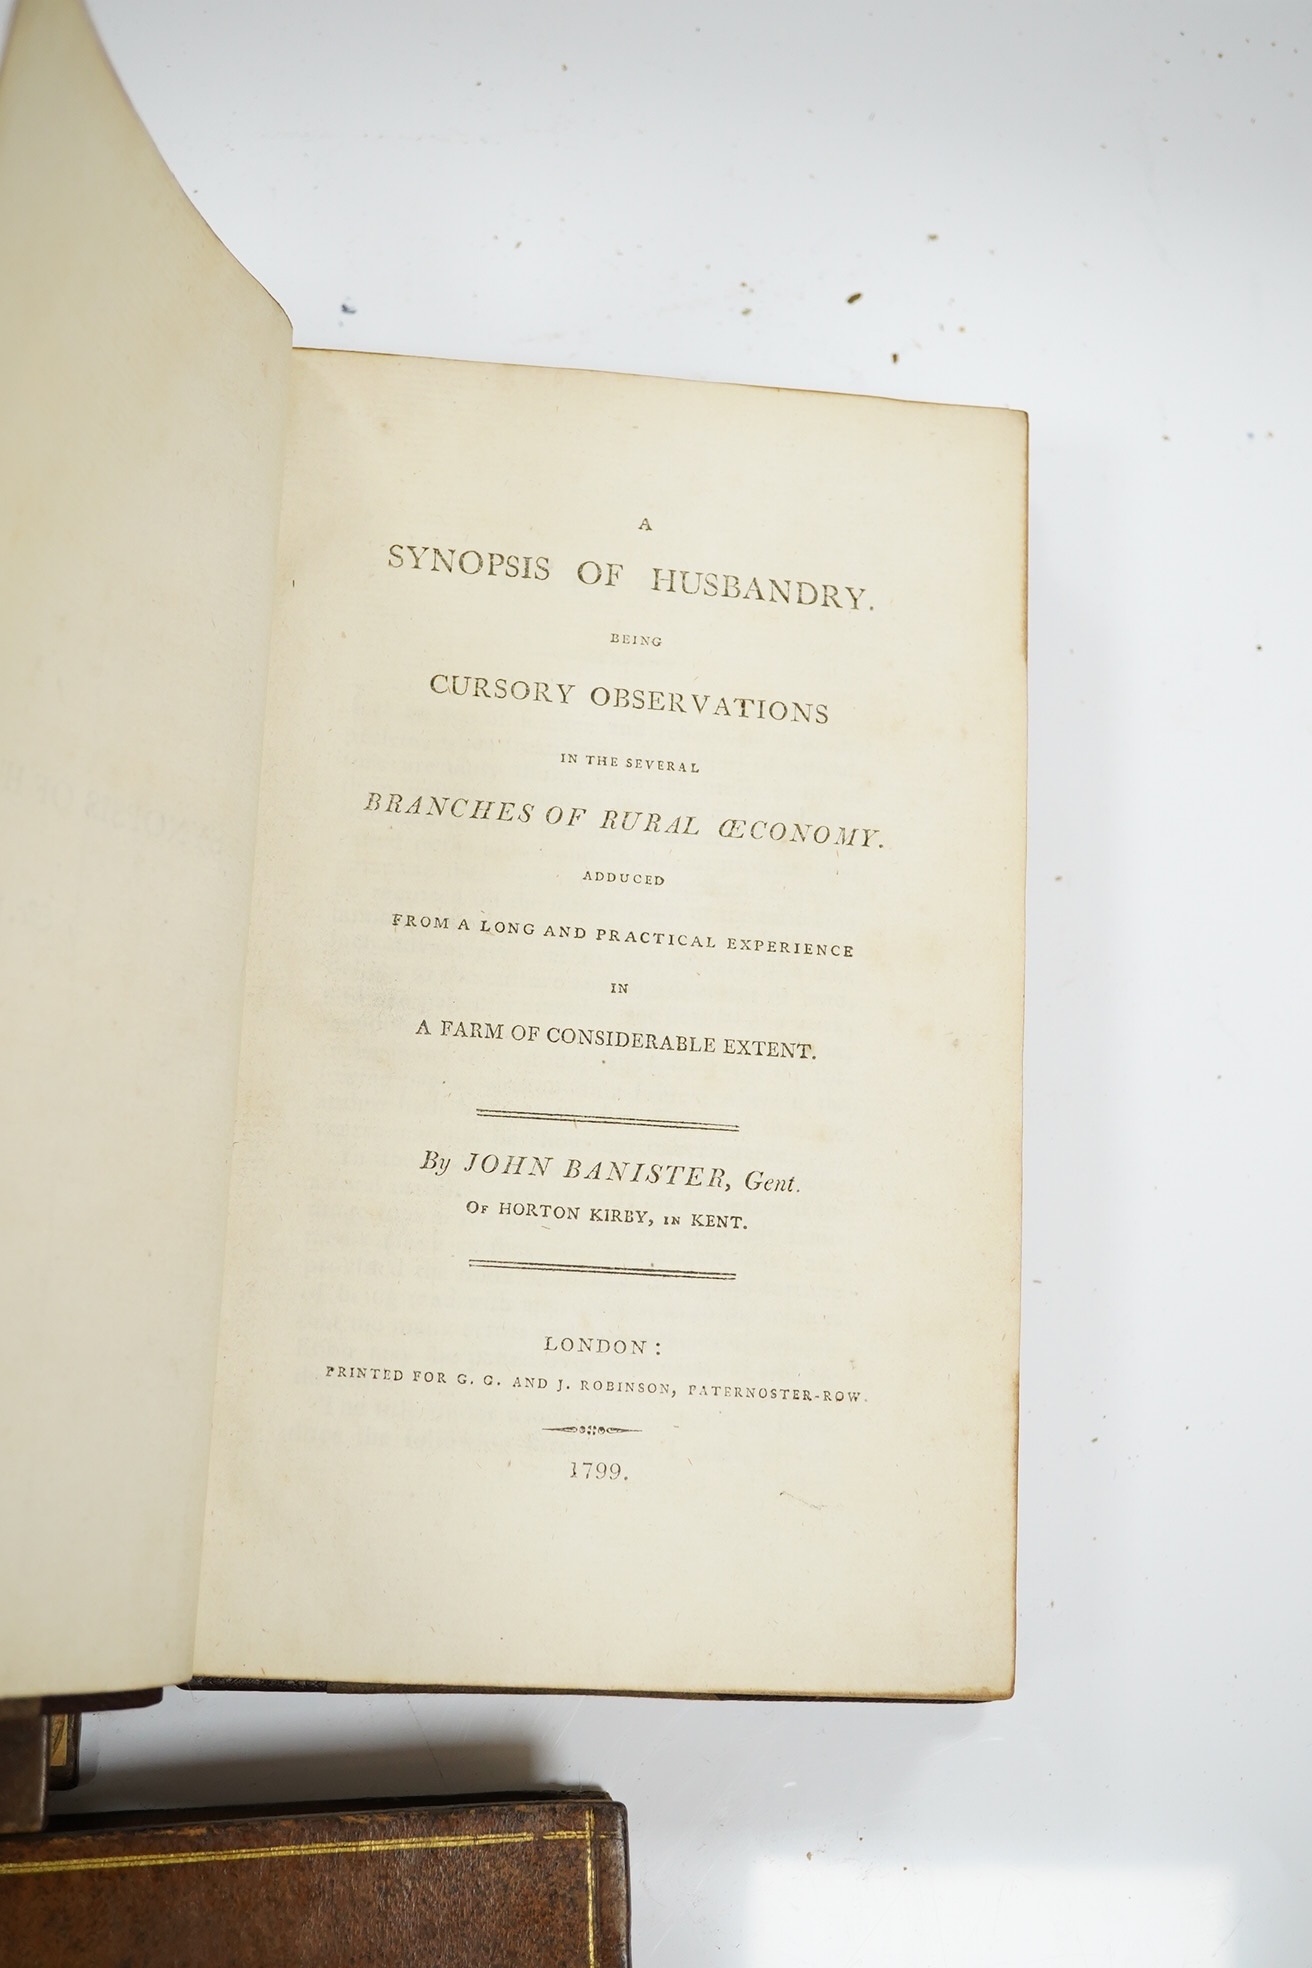 A
SYNOPSIS OF HUSBANDRY.
BEING
CURSORY OBSERVATIONS
IN THE SEVERAL
BRANCHES OF RURAL ŒCONOMY.
ADDUCED
FROM A LONG AND PRACTICAL EXPERIENCE
IN
A FARM OF CONSIDERABLE EXTENT.
By JOHN BANISTER, Gent.
OF HORTON KIRBY, IN KENT.
LONDON:
PRINTED FOR G. G. AND J. ROBINSON, PATERNOSTER-ROW.
1799.